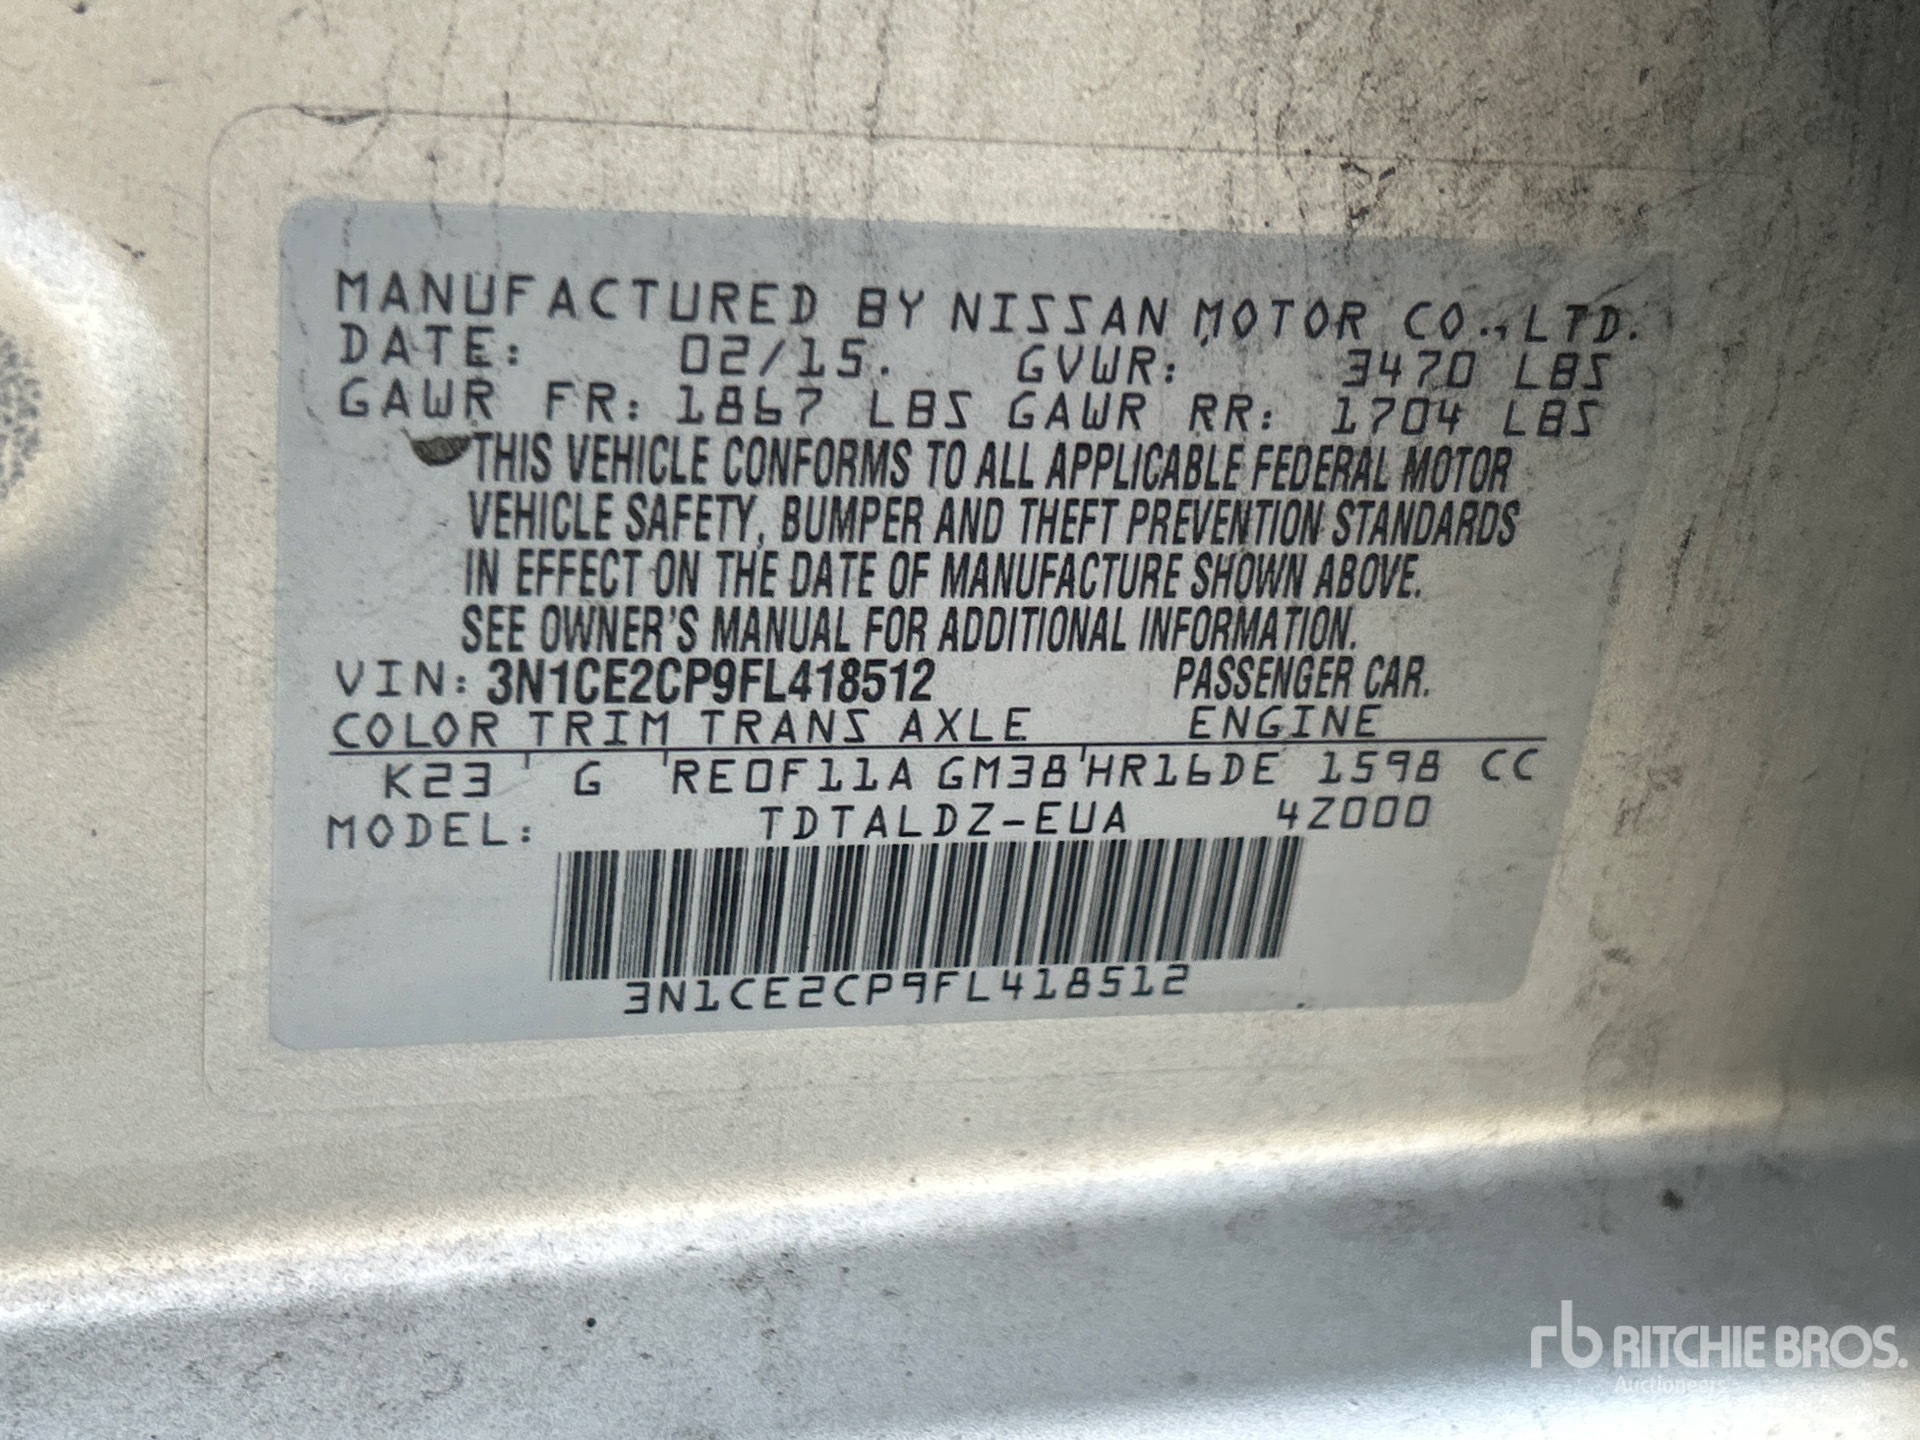 MANUFACTURED BY NISSAN MOTOR CO., LTD.
DATE: 02/15. GVWR: 3470 LBS
GAWR FR: 1867 LBS GAWR RR: 1704 LBS
THIS VEHICLE CONFORMS TO ALL APPLICABLE FEDERAL MOTOR
VEHICLE SAFETY, BUMPER AND THEFT PREVENTION STANDARDS
IN EFFECT ON THE DATE OF MANUFACTURE SHOWN ABOVE.
SEE OWNER'S MANUAL FOR ADDITIONAL INFORMATION.
VIN: 3N1CE2CP9FL418512 PASSENGER CAR.
COLOR TRIM TRANS AXLE ENGINE
K23 G RE0F11A GM38 HR16DE 1598 CC
MODEL: TDTALDZ-EUA 4Z000
3N1CE2CP9FL418512
rb RITCHIE BROS.
Auctioneers